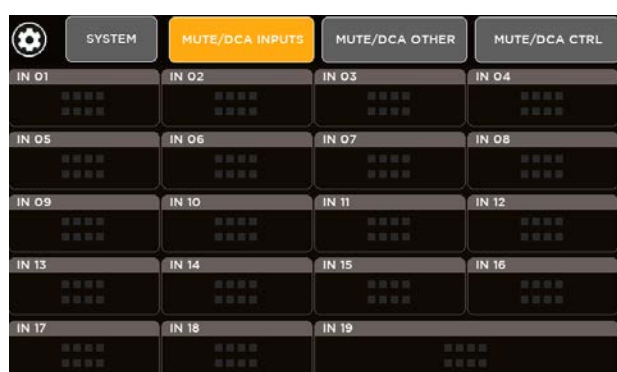 SYSTEM MUTE/DCA INPUTS MUTE/DCA OTHER MUTE/DCA CTRL
IN 01 IN 02 IN 03 IN 04
IN 05 IN 06 IN 07 IN 08
IN 09 IN 10 IN 11 IN 12
IN 13 IN 14 IN 15 IN 16
IN 17 IN 18 IN 19